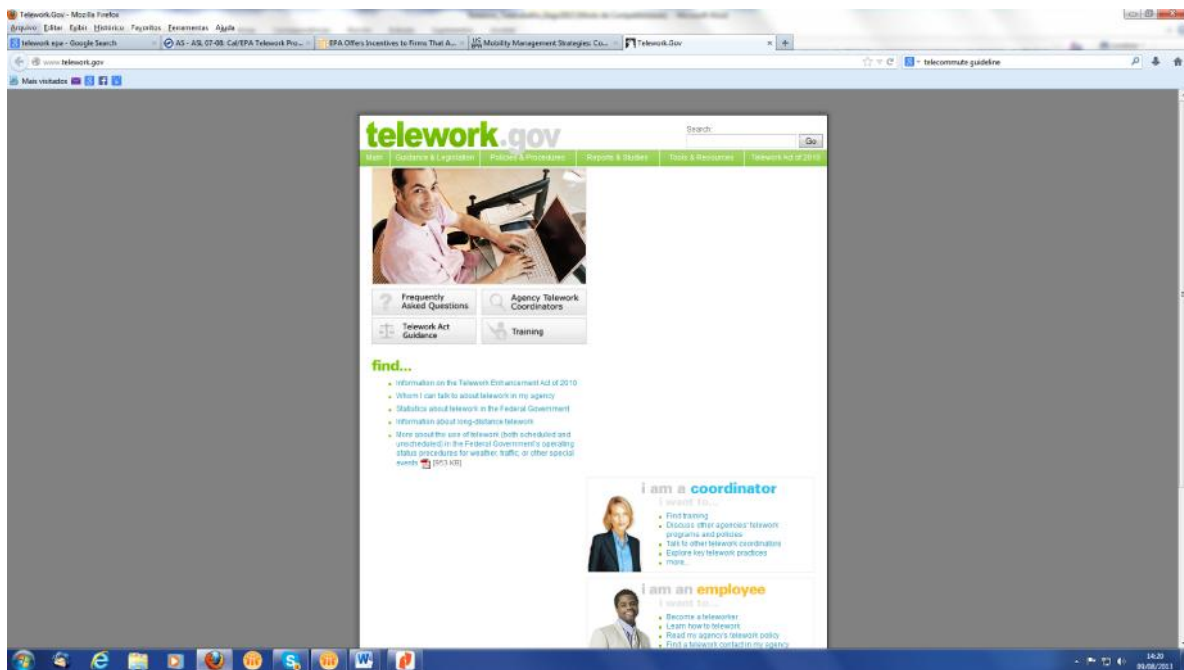 Telework.Gov - Mozilla Firefox
Arquivo Editar Exibir Histórico Favoritos Ferramentas Ajuda
telework epa - Google Search
AS - ASL 07-08: Cal/EPA Telework Pro...
EPA Offers Incentives to Firms That A...
Mobility Management Strategies: Co...
Telework.Gov
www.telework.gov
telecommute guideline
Mais visitados
telework.gov
Search:
Go
Main Guidance & Legislation Policies & Procedures Reports & Studies Tools & Resources Telework Act of 2010
Frequently
Asked Questions
Agency Telework
Coordinators
Telework Act
Guidance
Training
find...
Information on the Telework Enhancement Act of 2010
Whom I can talk to about telework in my agency
Statistics about telework in the Federal Government
Information about long-distance telework
More about the use of telework (both scheduled and
unscheduled) in the Federal Government's operating
status procedures for weather, traffic, or other special
events [953 KB]
i am a coordinator
i want to...
Find training
Discuss other agencies' telework
programs and policies
Talk to other telework coordinators
Explore key telework practices
more...
i am an employee
i want to...
Become a teleworker
Learn how to telework
Read my agency's telework policy
Find a telework contact in my agency
14:20
09/08/2013